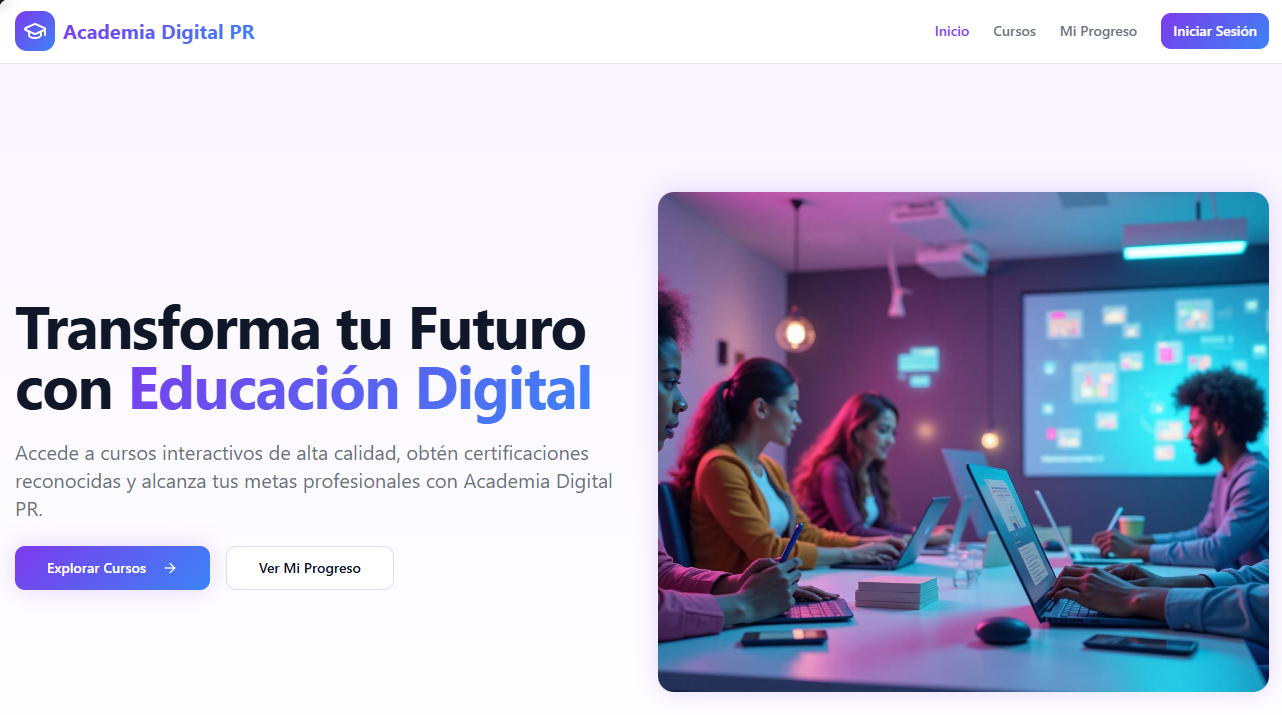 Academia Digital PR
Inicio
Cursos
Mi Progreso
Iniciar Sesión
Transforma tu Futuro
con Educación Digital
Accede a cursos interactivos de alta calidad, obtén certificaciones
reconocidas y alcanza tus metas profesionales con Academia Digital
PR.
Explorar Cursos →
Ver Mi Progreso